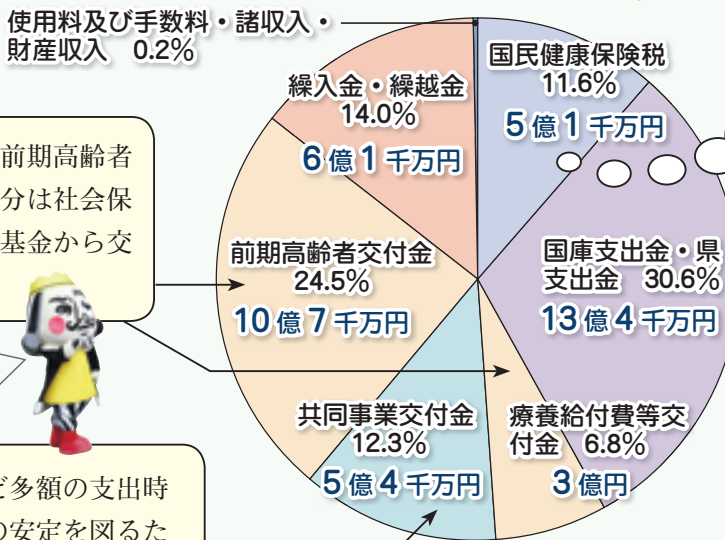 使用料及び手数料・諸収入・
財産収入　0.2%
国民健康保険税
11.6%
5億1千万円
繰入金・繰越金
14.0%
6億1千万円
前期高齢者
分は社会保
基金から交
前期高齢者交付金
24.5%
10億7千万円
国庫支出金・県
支出金　30.6%
13億4千万円
共同事業交付金
12.3%
5億4千万円
療養給付費等交
付金　6.8%
3億円
多額の支出時
の安定を図るた